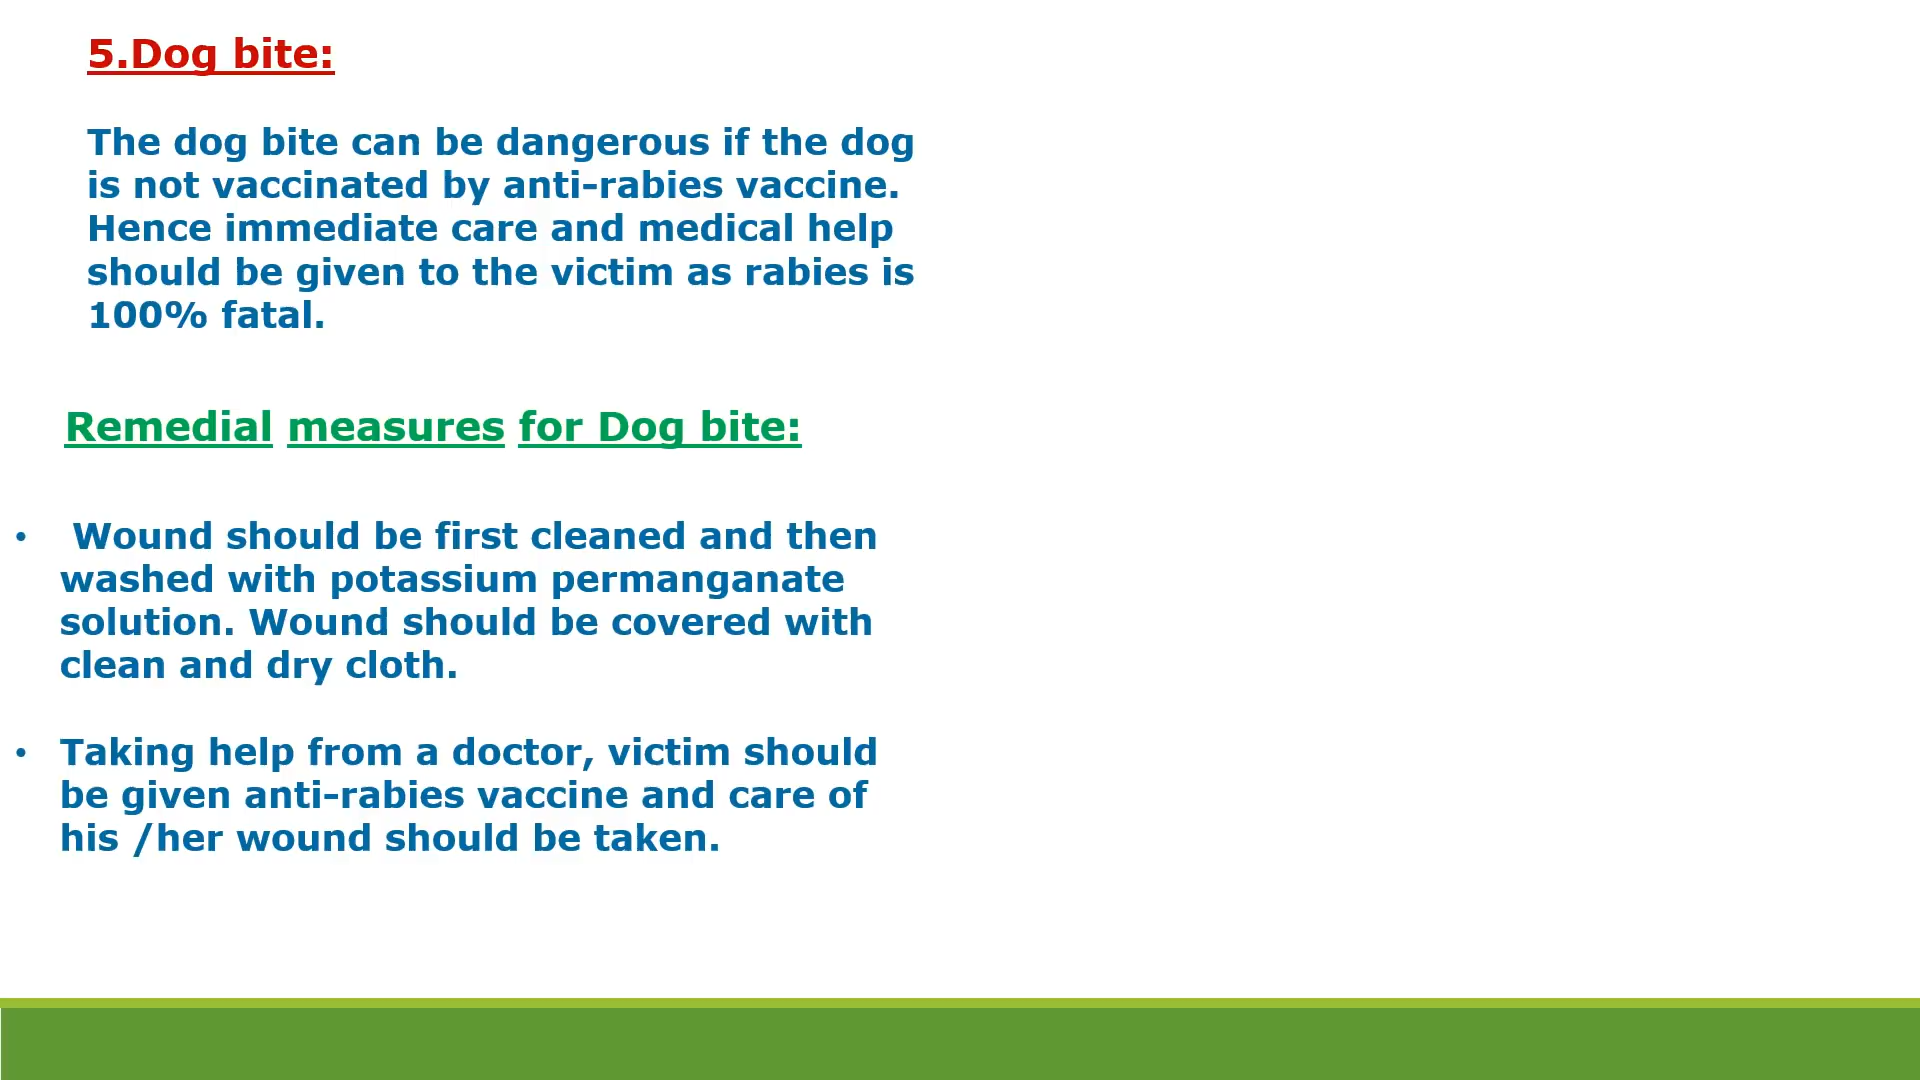 5.Dog bite:
The dog bite can be dangerous if the dog
is not vaccinated by anti-rabies vaccine.
Hence immediate care and medical help
should be given to the victim as rabies is
100% fatal.
Remedial measures for Dog bite:
• Wound should be first cleaned and then
washed with potassium permanganate
solution. Wound should be covered with
clean and dry cloth.
• Taking help from a doctor, victim should
be given anti-rabies vaccine and care of
his /her wound should be taken.